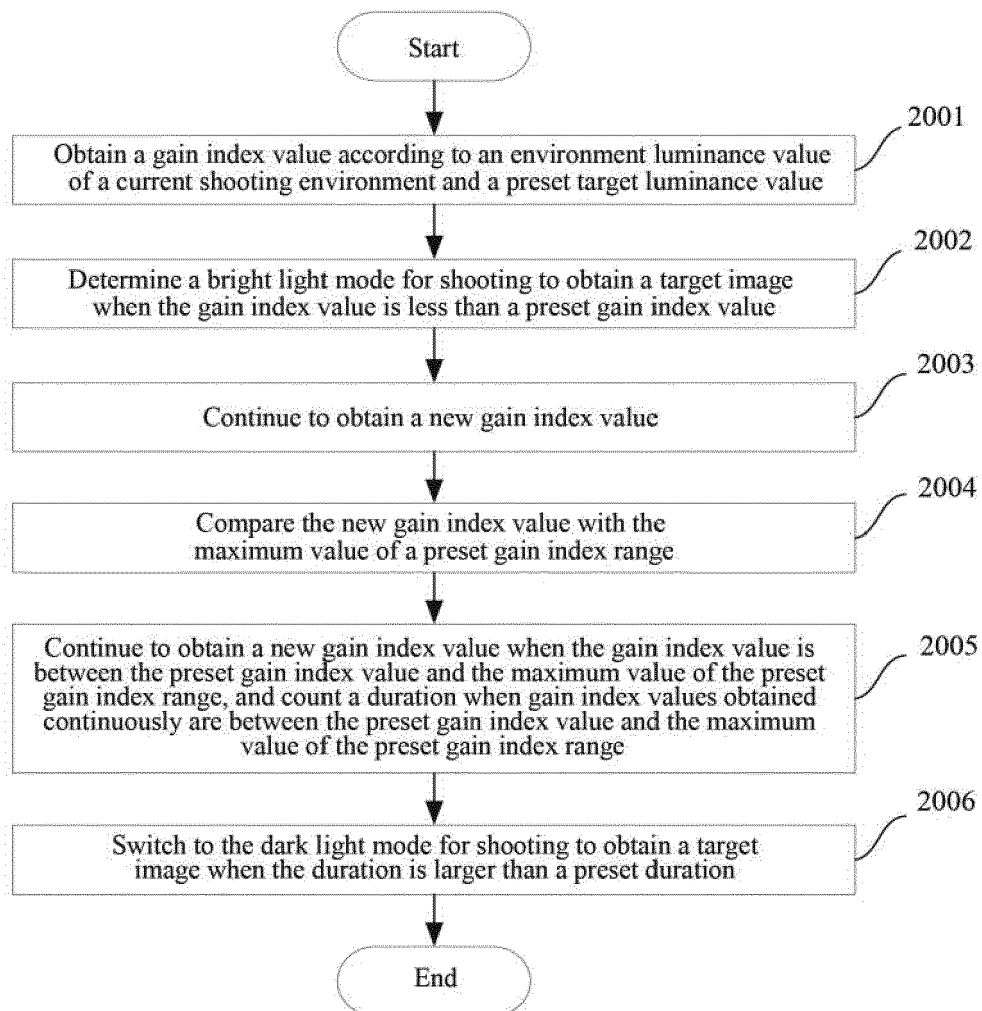 Start
2001
Obtain a gain index value according to an environment luminance value
of a current shooting environment and a preset target luminance value
2002
Determine a bright light mode for shooting to obtain a target image
when the gain index value is less than a preset gain index value
2003
Continue to obtain a new gain index value
2004
Compare the new gain index value with the
maximum value of a preset gain index range
2005
Continue to obtain a new gain index value when the gain index value is
between the preset gain index value and the maximum value of the preset
gain index range, and count a duration when gain index values obtained
continuously are between the preset gain index value and the maximum
value of the preset gain index range
2006
Switch to the dark light mode for shooting to obtain a target
image when the duration is larger than a preset duration
End